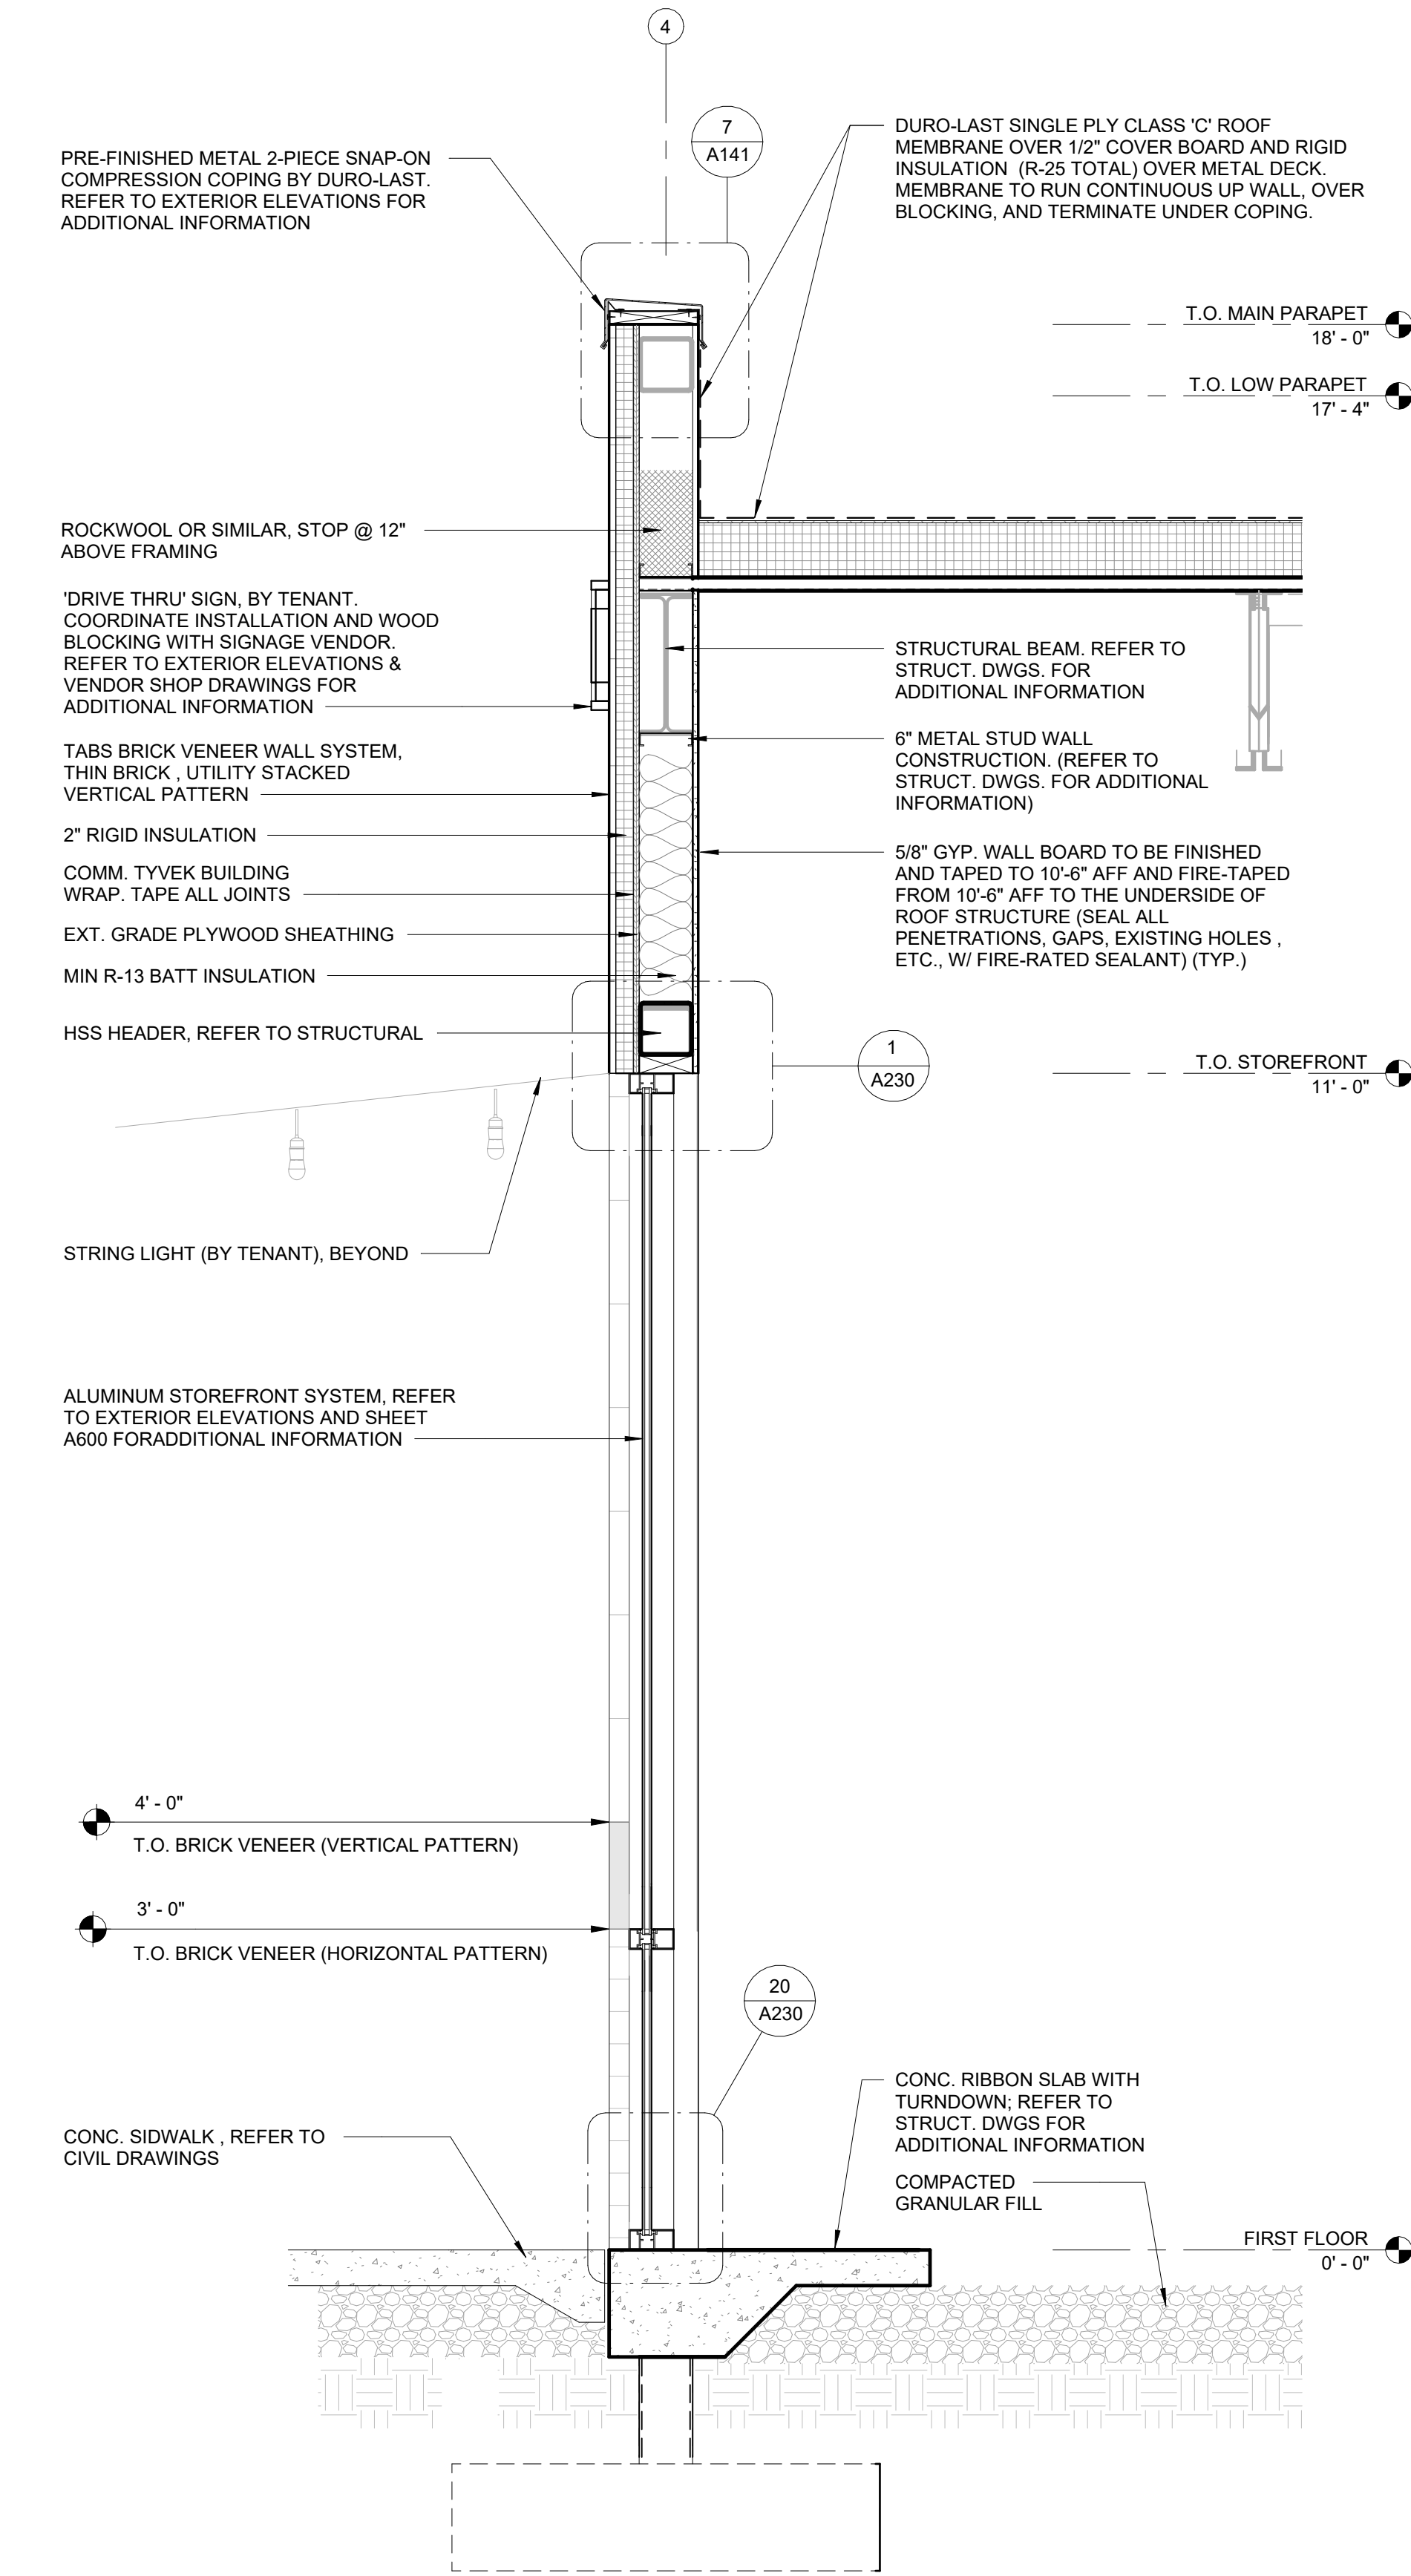 4
7
A141
PRE-FINISHED METAL 2-PIECE SNAP-ON
COMPRESSION COPING BY DURO-LAST.
REFER TO EXTERIOR ELEVATIONS FOR
ADDITIONAL INFORMATION
DURO-LAST SINGLE PLY CLASS 'C' ROOF
MEMBRANE OVER 1/2" COVER BOARD AND RIGID
INSULATION (R-25 TOTAL) OVER METAL DECK.
MEMBRANE TO RUN CONTINUOUS UP WALL, OVER
BLOCKING, AND TERMINATE UNDER COPING.
T.O. MAIN PARAPET
18' - 0"
T.O. LOW PARAPET
17' - 4"
ROCKWOOL OR SIMILAR, STOP @ 12"
ABOVE FRAMING
'DRIVE THRU' SIGN, BY TENANT.
COORDINATE INSTALLATION AND WOOD
BLOCKING WITH SIGNAGE VENDOR.
REFER TO EXTERIOR ELEVATIONS &
VENDOR SHOP DRAWINGS FOR
ADDITIONAL INFORMATION
STRUCTURAL BEAM. REFER TO
STRUCT. DWGS. FOR
ADDITIONAL INFORMATION
TABS BRICK VENEER WALL SYSTEM,
THIN BRICK , UTILITY STACKED
VERTICAL PATTERN
6" METAL STUD WALL
CONSTRUCTION. (REFER TO
STRUCT. DWGS. FOR ADDITIONAL
INFORMATION)
2" RIGID INSULATION
COMM. TYVEK BUILDING
WRAP. TAPE ALL JOINTS
EXT. GRADE PLYWOOD SHEATHING
MIN R-13 BATT INSULATION
5/8" GYP. WALL BOARD TO BE FINISHED
AND TAPED TO 10'-6" AFF AND FIRE-TAPED
FROM 10'-6" AFF TO THE UNDERSIDE OF
ROOF STRUCTURE (SEAL ALL
PENETRATIONS, GAPS, EXISTING HOLES ,
ETC., W/ FIRE-RATED SEALANT) (TYP.)
HSS HEADER, REFER TO STRUCTURAL
1
A230
T.O. STOREFRONT
11' - 0"
STRING LIGHT (BY TENANT), BEYOND
ALUMINUM STOREFRONT SYSTEM, REFER
TO EXTERIOR ELEVATIONS AND SHEET
A600 FORADDITIONAL INFORMATION
4' - 0"
T.O. BRICK VENEER (VERTICAL PATTERN)
3' - 0"
T.O. BRICK VENEER (HORIZONTAL PATTERN)
20
A230
CONC. SIDWALK , REFER TO
CIVIL DRAWINGS
CONC. RIBBON SLAB WITH
TURNDOWN; REFER TO
STRUCT. DWGS FOR
ADDITIONAL INFORMATION
COMPACTED
GRANULAR FILL
FIRST FLOOR
0' - 0"